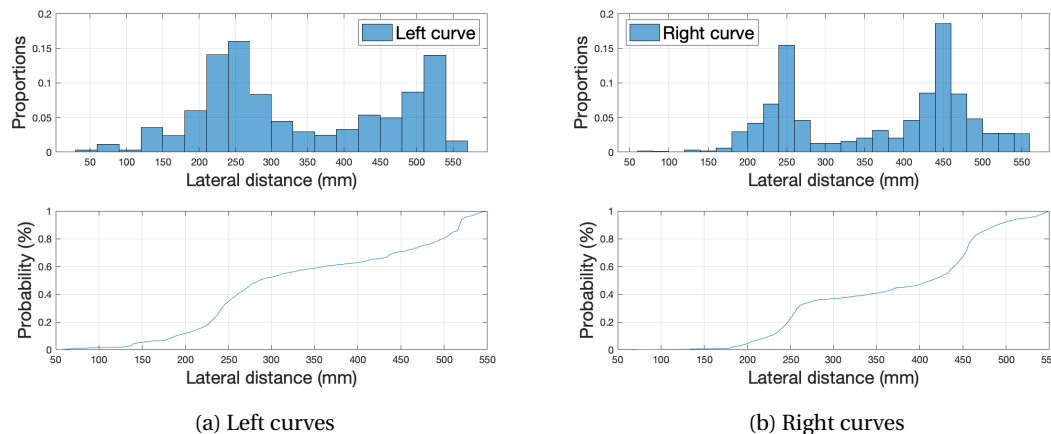 0.2
0.15
0.1
0.05
0
Proportions
Left curve
50 100 150 200 250 300 350 400 450 500 550
Lateral distance (mm)
1
0.8
0.6
0.4
0.2
0
Probability (%)
50 100 150 200 250 300 350 400 450 500 550
Lateral distance (mm)
(a) Left curves
0.2
0.15
0.1
0.05
0
Proportions
Right curve
50 100 150 200 250 300 350 400 450 500 550
Lateral distance (mm)
1
0.8
0.6
0.4
0.2
0
Probability (%)
50 100 150 200 250 300 350 400 450 500 550
Lateral distance (mm)
(b) Right curves